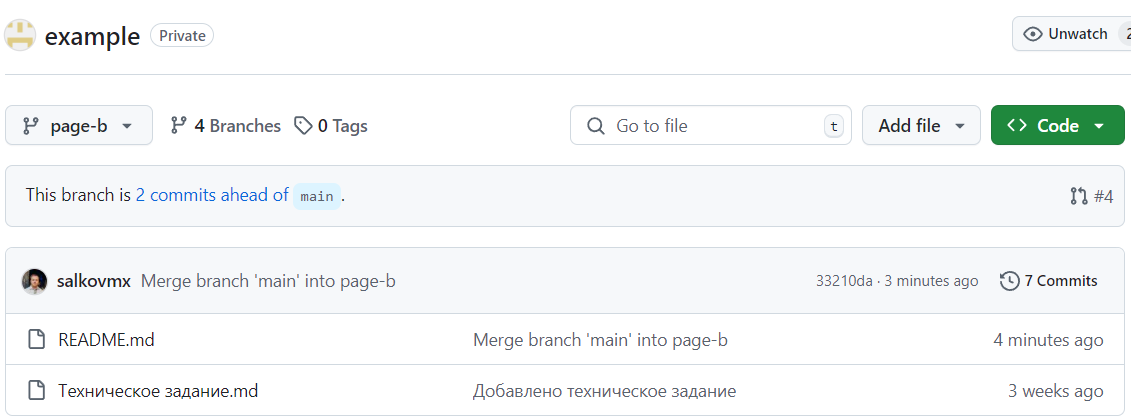 example Private Unwatch 2
page-b 4 Branches 0 Tags Go to file t Add file Code
This branch is 2 commits ahead of main. #4
salkovmx Merge branch 'main' into page-b 33210da · 3 minutes ago 7 Commits
README.md Merge branch 'main' into page-b 4 minutes ago
Техническое задание.md Добавлено техническое задание 3 weeks ago